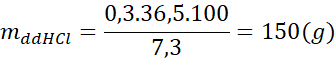 m_{ddHCl} = \frac{0,3.36,5.100}{7,3} = 150(g)